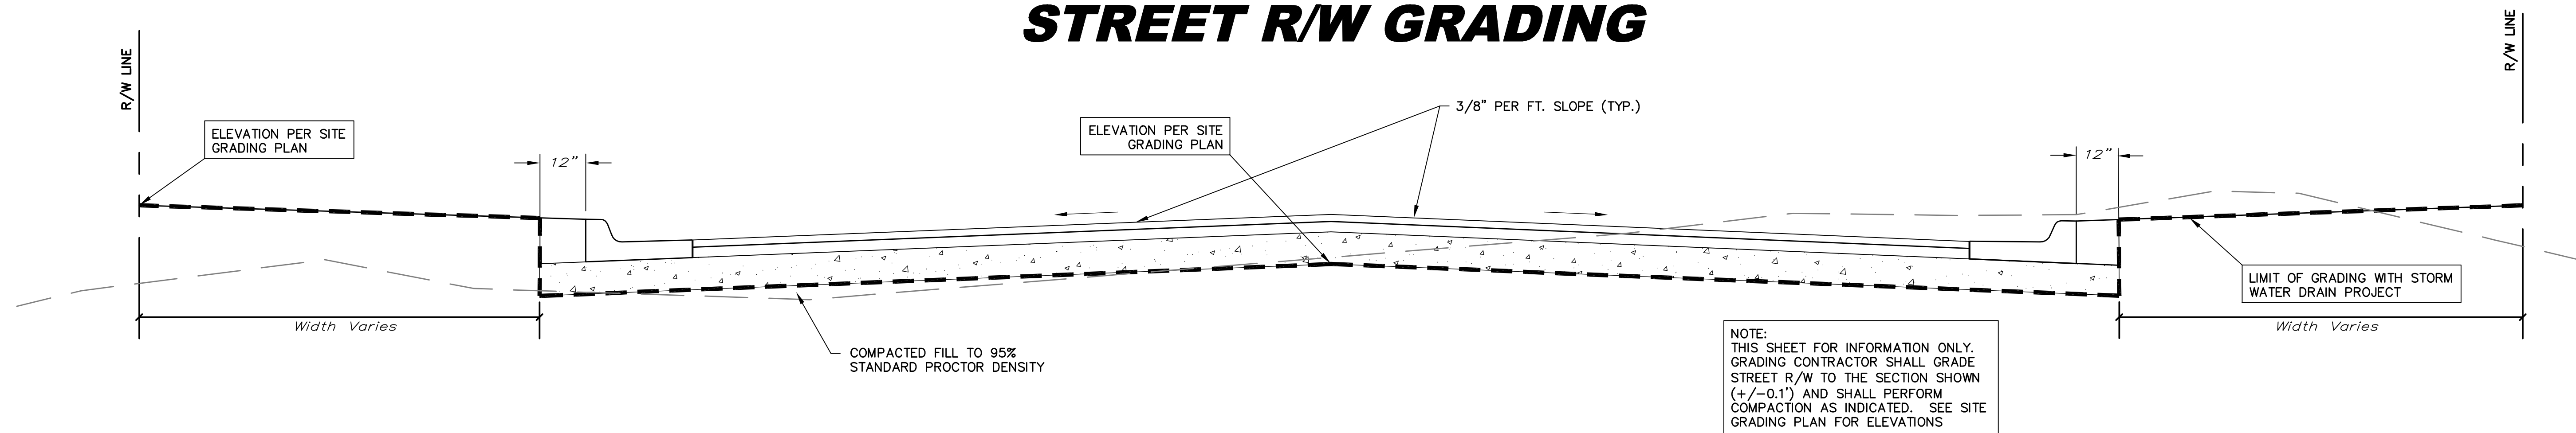 STREET R/W GRADING
R/W LINE
R/W LINE
ELEVATION PER SITE
GRADING PLAN
12"
ELEVATION PER SITE
GRADING PLAN
3/8" PER FT. SLOPE (TYP.)
12"
Width Varies
COMPACTED FILL TO 95%
STANDARD PROCTOR DENSITY
LIMIT OF GRADING WITH STORM
WATER DRAIN PROJECT
Width Varies
NOTE:
THIS SHEET FOR INFORMATION ONLY.
GRADING CONTRACTOR SHALL GRADE
STREET R/W TO THE SECTION SHOWN
(+/-0.1') AND SHALL PERFORM
COMPACTION AS INDICATED. SEE SITE
GRADING PLAN FOR ELEVATIONS